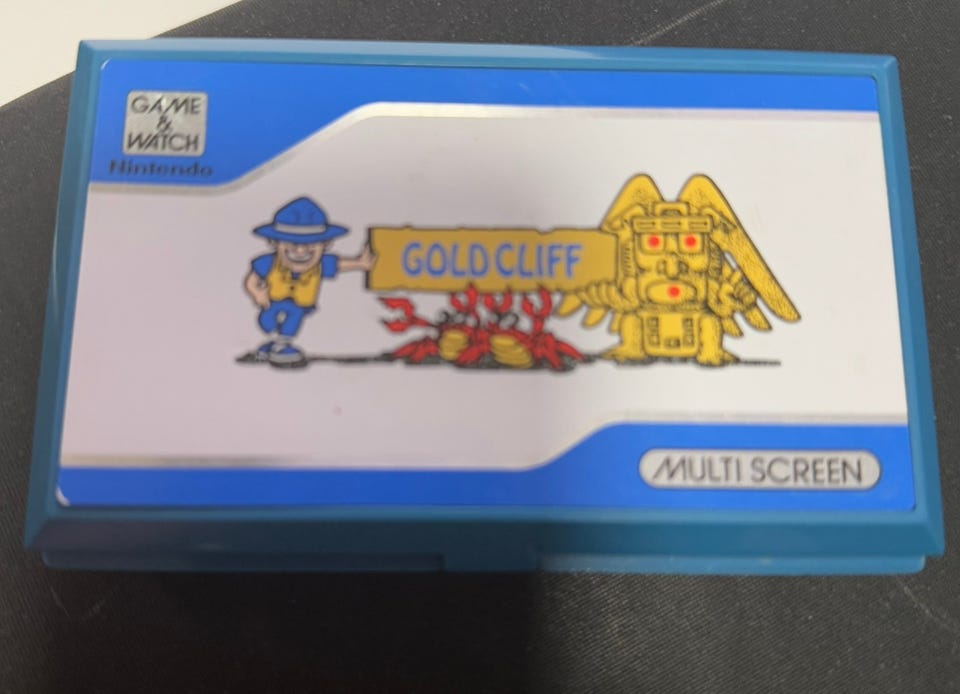 GAME
&
WATCH
Nintendo
GOLD CLIFF
MULTI SCREEN